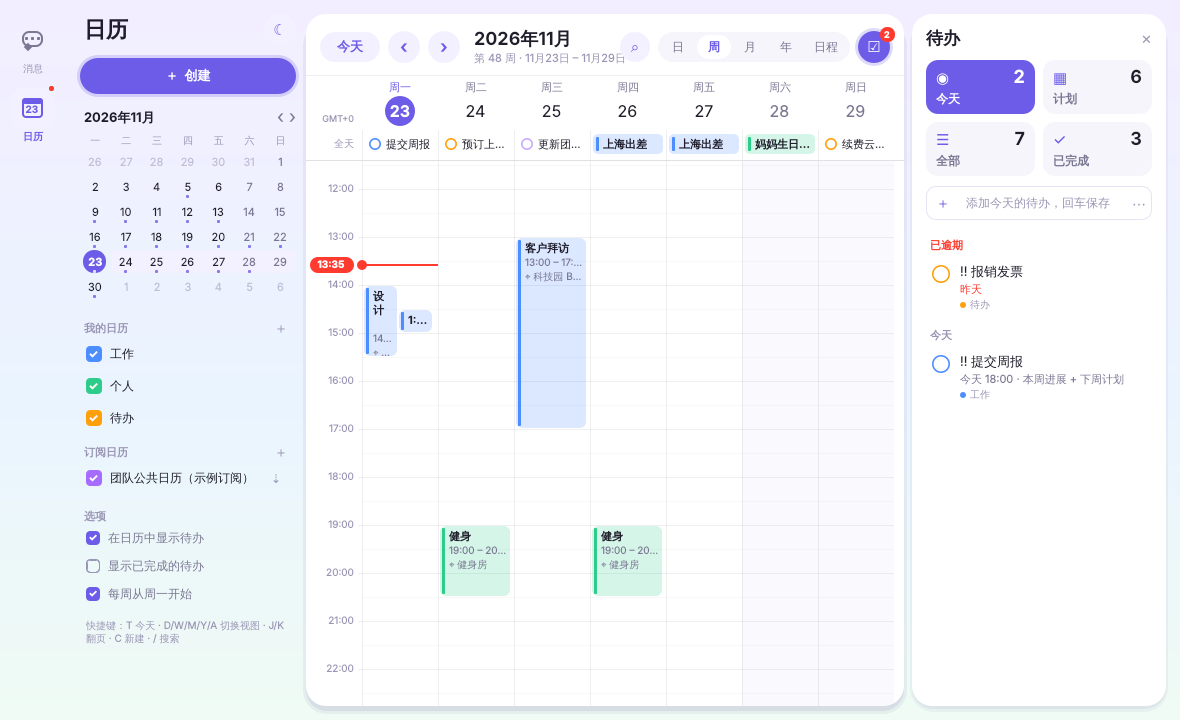 消息
23
日历
日历
+ 创建
2026年11月
一 二 三 四 五 六 日
26 27 28 29 30 31 1
2 3 4 5 6 7 8
9 10 11 12 13 14 15
16 17 18 19 20 21 22
23 24 25 26 27 28 29
30 1 2 3 4 5 6
我的日历 +
工作
个人
待办
订阅日历 +
团队公共日历（示例订阅）
选项
在日历中显示待办
显示已完成的待办
每周从周一开始
快捷键：T 今天 · D/W/M/Y/A 切换视图 · J/K
翻页 · C 新建 · / 搜索
今天
2026年11月
第 48 周 · 11月23日 – 11月29日
日 周 月 年 日程
2
周一 周二 周三 周四 周五 周六 周日
GMT+0 23 24 25 26 27 28 29
全天 提交周报 预订上… 更新团… 上海出差 上海出差 妈妈生日… 续费云…
12:00
13:00
13:35
14:00
15:00
16:00
17:00
18:00
19:00
20:00
21:00
22:00
设
计
14…
1:…
客户拜访
13:00 – 17:…
科技园 B…
健身
19:00 – 20…
健身房
健身
19:00 – 20…
健身房
待办 ×
2
今天
6
计划
7
全部
3
已完成
+ 添加今天的待办，回车保存 …
已逾期
!! 报销发票
昨天
待办
今天
!! 提交周报
今天 18:00 · 本周进展 + 下周计划
工作